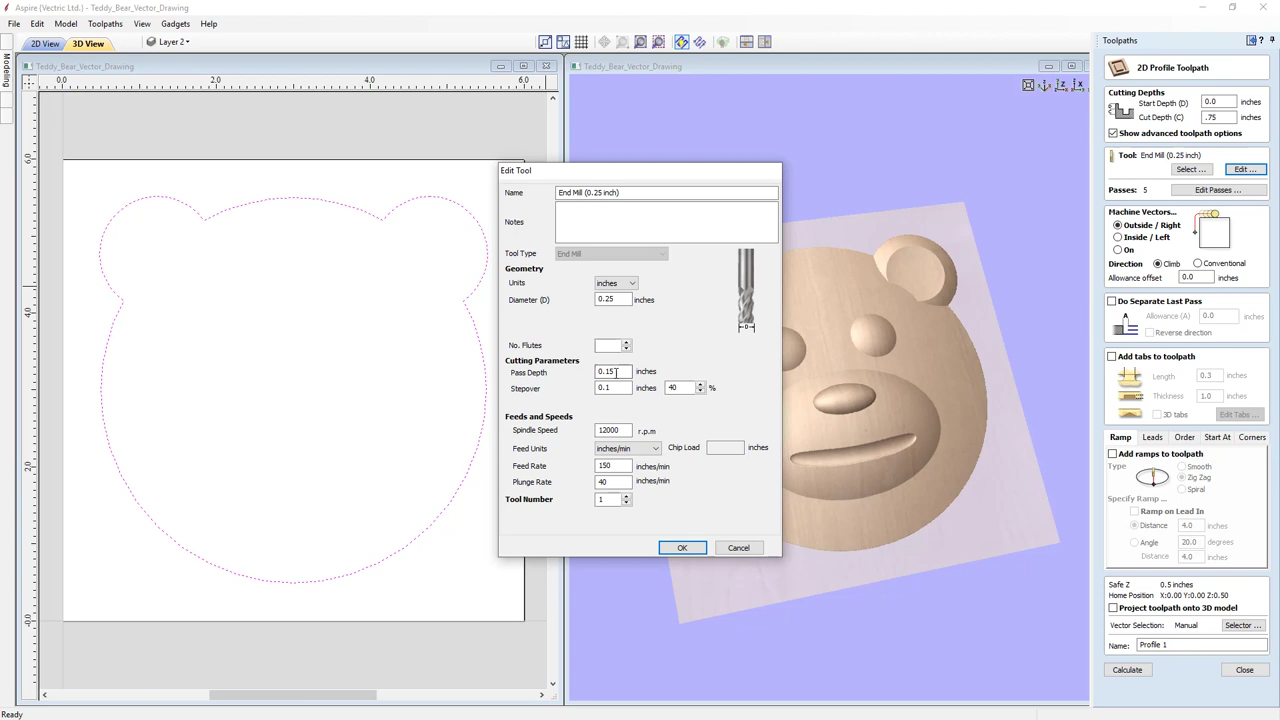 Aspire (Vectric Ltd.) - Teddy_Bear_Vector_Drawing
File Edit Model Toolpaths View Gadgets Help
2D View 3D View Layer 2
Modeling
Teddy_Bear_Vector_Drawing
0.0 2.0 4.0 6.0
6.0
4.0
2.0
-0.0
Teddy_Bear_Vector_Drawing
Edit Tool
Name End Mill (0.25 inch)
Notes
Tool Type End Mill
Geometry
Units inches
Diameter (D) 0.25 inches
No. Flutes
Cutting Parameters
Pass Depth 0.15 inches
Stepover 0.1 inches 40 %
Feeds and Speeds
Spindle Speed 12000 r.p.m
Feed Units inches/min Chip Load inches
Feed Rate 150 inches/min
Plunge Rate 40 inches/min
Tool Number 1
OK Cancel
Toolpaths
2D Profile Toolpath
Cutting Depths
Start Depth (D) 0.0 inches
Cut Depth (C) .75 inches
Show advanced toolpath options
Tool: End Mill (0.25 inch)
Select ... Edit ...
Passes: 5 Edit Passes ...
Machine Vectors...
Outside / Right
Inside / Left
On
Direction Climb Conventional
Allowance offset 0.0 inches
Do Separate Last Pass
Allowance (A) 0.0 inches
Reverse direction
Add tabs to toolpath
Length 0.3 inches
Thickness 1.0 inches
3D tabs Edit Tabs ...
Ramp Leads Order Start At Corners
Add ramps to toolpath
Type Smooth
Zig Zag
Spiral
Specify Ramp ...
Ramp on Lead In
Distance 4.0 inches
Angle 20.0 degrees
Distance 4.0 inches
Safe Z 0.5 inches
Home Position X:0.00 Y:0.00 Z:0.50
Project toolpath onto 3D model
Vector Selection: Manual Selector ...
Name: Profile 1
Calculate Close
Ready